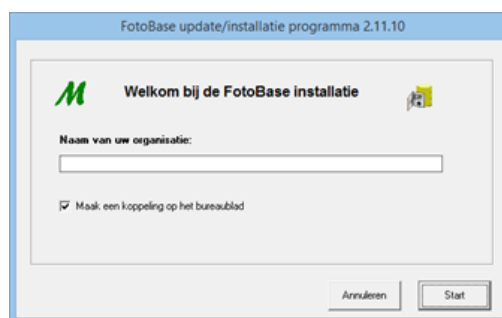 FotoBase update/installatie programma 2.11.10
M
Welkom bij de FotoBase installatie
Naam van uw organisatie:
Maak een koppeling op het bureaublad
Annuleren
Start